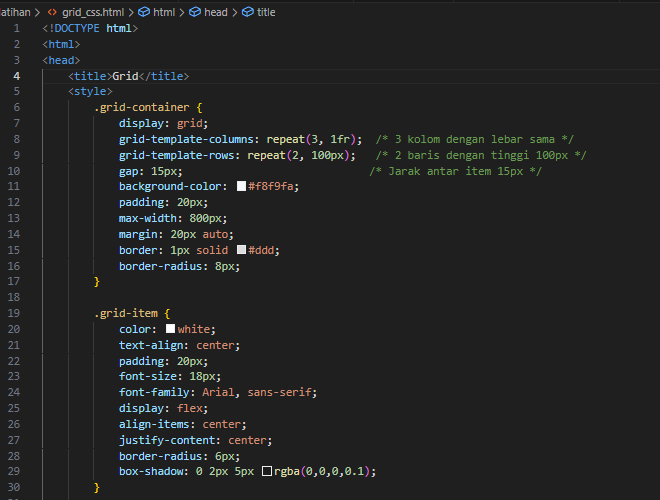 latihan > <> grid_css.html > html > head > title
1 <!DOCTYPE html>
2 <html>
3 <head>
4 <title>Grid</title>
5 <style>
6 .grid-container {
7 display: grid;
8 grid-template-columns: repeat(3, 1fr); /* 3 kolom dengan lebar sama */
9 grid-template-rows: repeat(2, 100px); /* 2 baris dengan tinggi 100px */
10 gap: 15px; /* Jarak antar item 15px */
11 background-color: #f8f9fa;
12 padding: 20px;
13 max-width: 800px;
14 margin: 20px auto;
15 border: 1px solid #ddd;
16 border-radius: 8px;
17 }
18
19 .grid-item {
20 color: white;
21 text-align: center;
22 padding: 20px;
23 font-size: 18px;
24 font-family: Arial, sans-serif;
25 display: flex;
26 align-items: center;
27 justify-content: center;
28 border-radius: 6px;
29 box-shadow: 0 2px 5px rgba(0,0,0,0.1);
30 }